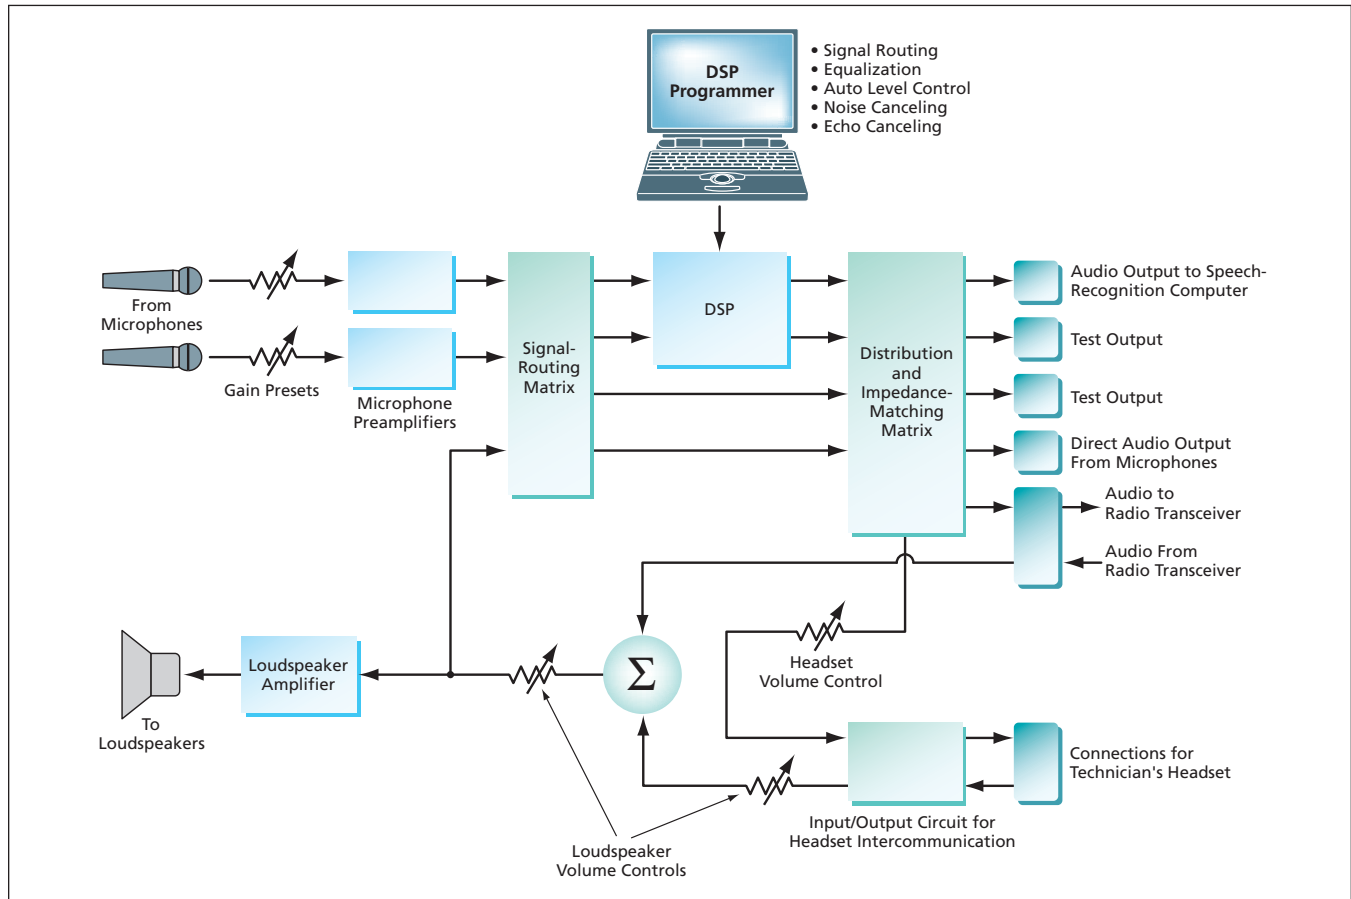 DSP
Programmer
• Signal Routing
• Equalization
• Auto Level Control
• Noise Canceling
• Echo Canceling
From
Microphones
Gain Presets
Microphone
Preamplifiers
Signal-
Routing
Matrix
DSP
Distribution
and
Impedance-
Matching
Matrix
Audio Output to Speech-
Recognition Computer
Test Output
Test Output
Direct Audio Output
From Microphones
Audio to
Radio Transceiver
Audio From
Radio Transceiver
Headset
Volume Control
Σ
Loudspeaker
Amplifier
To
Loudspeakers
Connections for
Technician's Headset
Input/Output Circuit for
Headset Intercommunication
Loudspeaker
Volume Controls